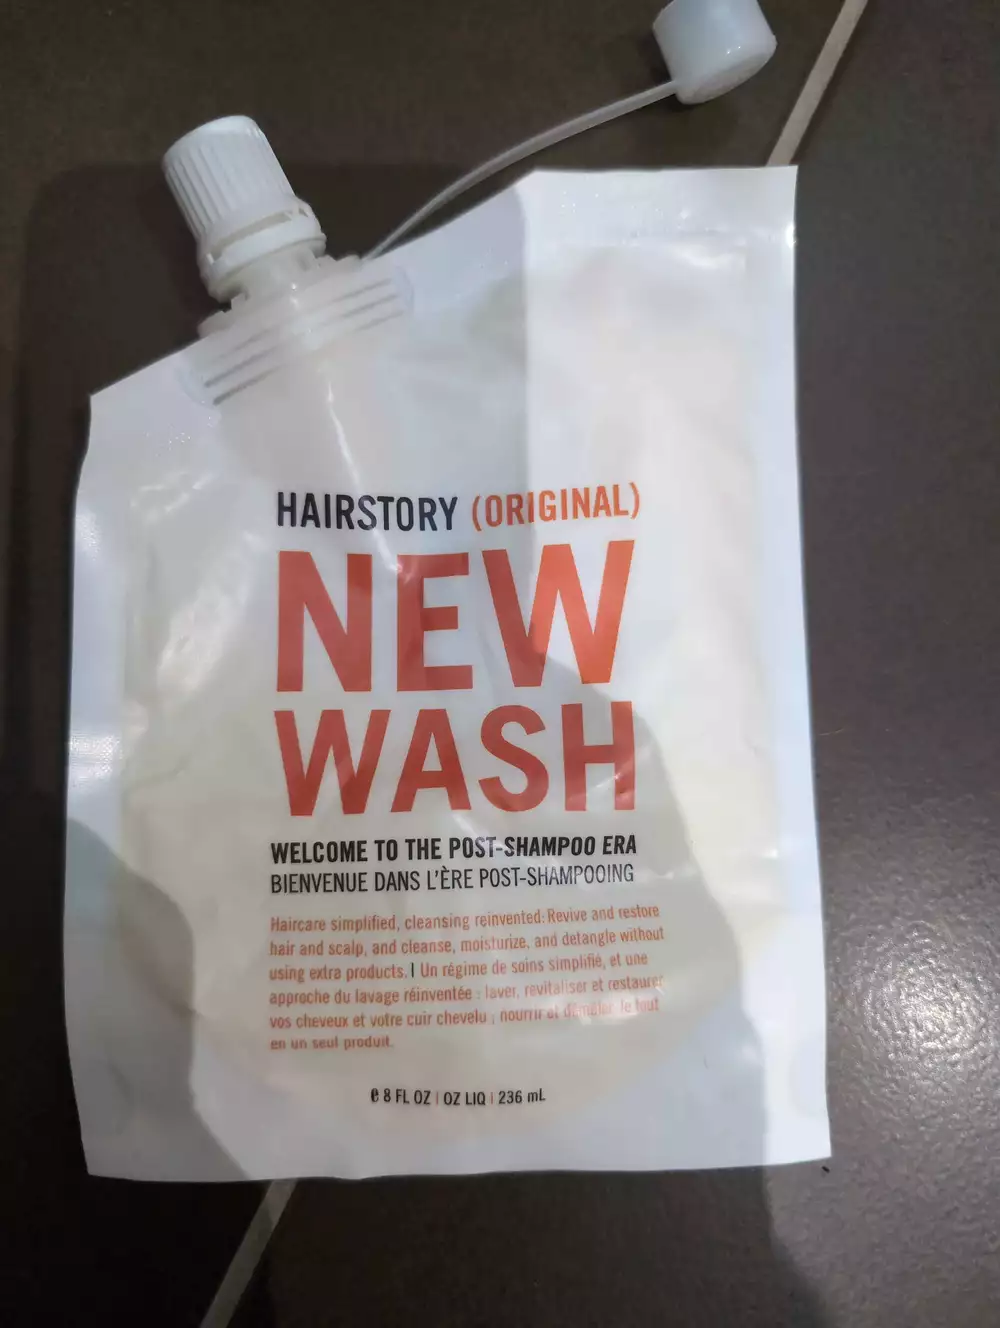 HAIRSTORY (ORIGINAL)
NEW
WASH
WELCOME TO THE POST-SHAMPOO ERA
BIENVENUE DANS L'ÈRE POST-SHAMPOOING
Haircare simplified, cleansing reinvented: Revive and restore
hair and scalp, and cleanse, moisturize, and detangle without
using extra products. | Un régime de soins simplifié, et une
approche du lavage réinventée : laver, revitaliser et restaurer
vos cheveux et votre cuir chevelu ; nourrir et démêler le tout
en un seul produit.
℮ 8 FL OZ | OZ LIQ | 236 mL